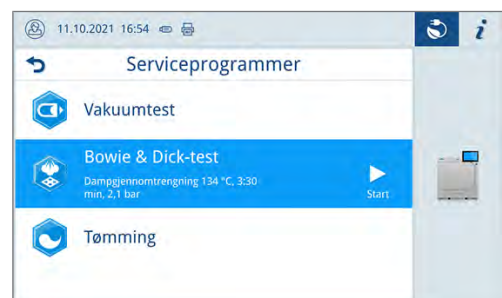 11.10.2021 16:54
Serviceprogrammer
Vakuumtest
Bowie & Dick-test
Dampgjennomtrengning 134 °C, 3:30
min, 2,1 bar
Start
Tømming
i